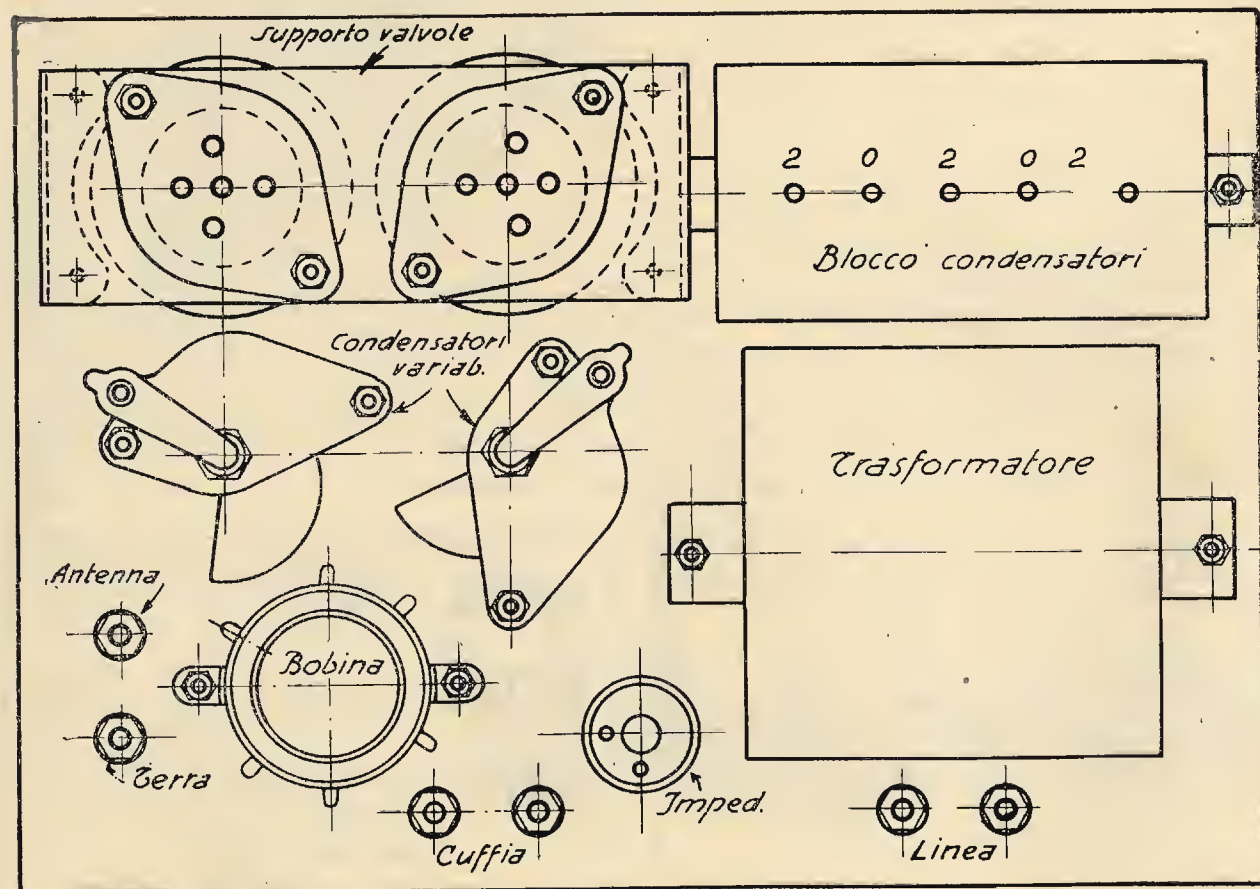 Supporto valvole
2 0 2 0 2
Blocco condensatori
Condensatori
variab.
Trasformatore
Antenna
Bobina
Terra
Imped.
Cuffia
Linea